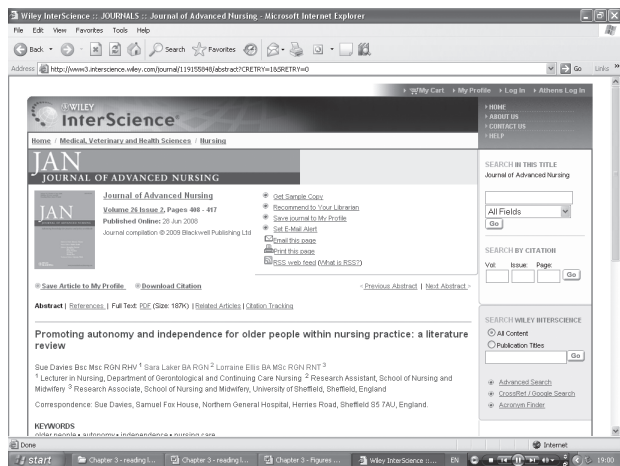 Wiley InterScience :: JOURNALS :: Journal of Advanced Nursing - Microsoft Internet Explorer
File Edit View Favorites Tools Help
Back Search Favorites
Address http://www3.interscience.wiley.com/journal/119155848/abstract?CRETRY=1&SRETRY=0 Go Links »
My Cart My Profile Log In Athens Log In
WILEY
InterScience®
HOME
ABOUT US
CONTACT US
HELP
Home / Medical, Veterinary and Health Sciences / Nursing
JAN
JOURNAL OF ADVANCED NURSING
JAN
Journal of Advanced Nursing
Volume 26 Issue 2, Pages 408 - 417
Published Online: 28 Jun 2008
Journal compilation © 2009 Blackwell Publishing Ltd
Get Sample Copy
Recommend to Your Librarian
Save journal to My Profile
Set E-Mail Alert
Email this page
Print this page
RSS web feed (What is RSS?)
Save Article to My Profile Download Citation
< Previous Abstract | Next Abstract >
Abstract | References | Full Text: PDF (Size: 187K) | Related Articles | Citation Tracking
Promoting autonomy and independence for older people within nursing practice: a literature
review
Sue Davies Bsc Msc RGN RHV 1 Sara Laker BA RGN 2 Lorraine Ellis BA MSc RGN RNT 3
1 Lecturer in Nursing, Department of Gerontological and Continuing Care Nursing 2 Research Assistant, School of Nursing and
Midwifery 3 Research Associate, School of Nursing and Midwifery, University of Sheffield, Sheffield, England
Correspondence: Sue Davies, Samuel Fox House, Northern General Hospital, Herries Road, Sheffield S5 7AU, England.
KEYWORDS
older people • autonomy • independence • nursing care
SEARCH IN THIS TITLE
Journal of Advanced Nursing
All Fields
Go
SEARCH BY CITATION
Vol: Issue: Page:
Go
SEARCH WILEY INTERSCIENCE
All Content
Publication Titles
Go
Advanced Search
CrossRef / Google Search
Acronym Finder
Done Internet
start Chapter 3 - reading l... Chapter 3 - reading l... Chapter 3 - Figures ... Wiley InterScience ::... EN 19:00